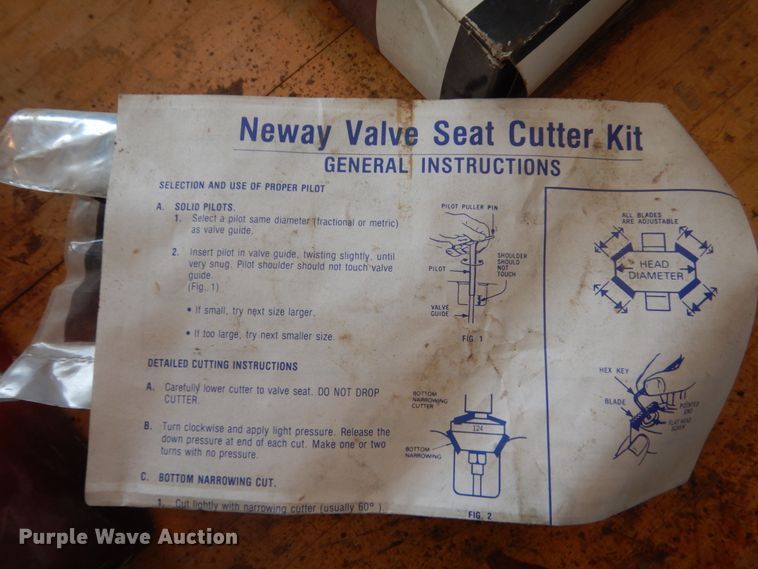 Neway Valve Seat Cutter Kit
GENERAL INSTRUCTIONS
SELECTION AND USE OF PROPER PILOT
A. SOLID PILOTS.
1. Select a pilot same diameter (fractional or metric)
as valve guide.
2. Insert pilot in valve guide, twisting slightly, until
very snug. Pilot shoulder should not touch valve
guide.
(Fig. 1)
• If small, try next size larger.
• If too large, try next smaller size.
DETAILED CUTTING INSTRUCTIONS
A. Carefully lower cutter to valve seat. DO NOT DROP
CUTTER.
B. Turn clockwise and apply light pressure. Release the
down pressure at end of each cut. Make one or two
turns with no pressure.
C. BOTTOM NARROWING CUT.
1. Cut lightly with narrowing cutter (usually 60°).
PILOT PULLER PIN
SHOULDER
SHOULD
NOT
TOUCH
PILOT
VALVE
GUIDE
FIG. 1
BOTTOM
NARROWING
CUTTER
124
BOTTOM
NARROWING
FIG. 2
ALL BLADES
ARE ADJUSTABLE
HEAD
DIAMETER
HEX KEY
BLADE
POINTED
END
FLAT HEAD
SCREW
Purple Wave Auction